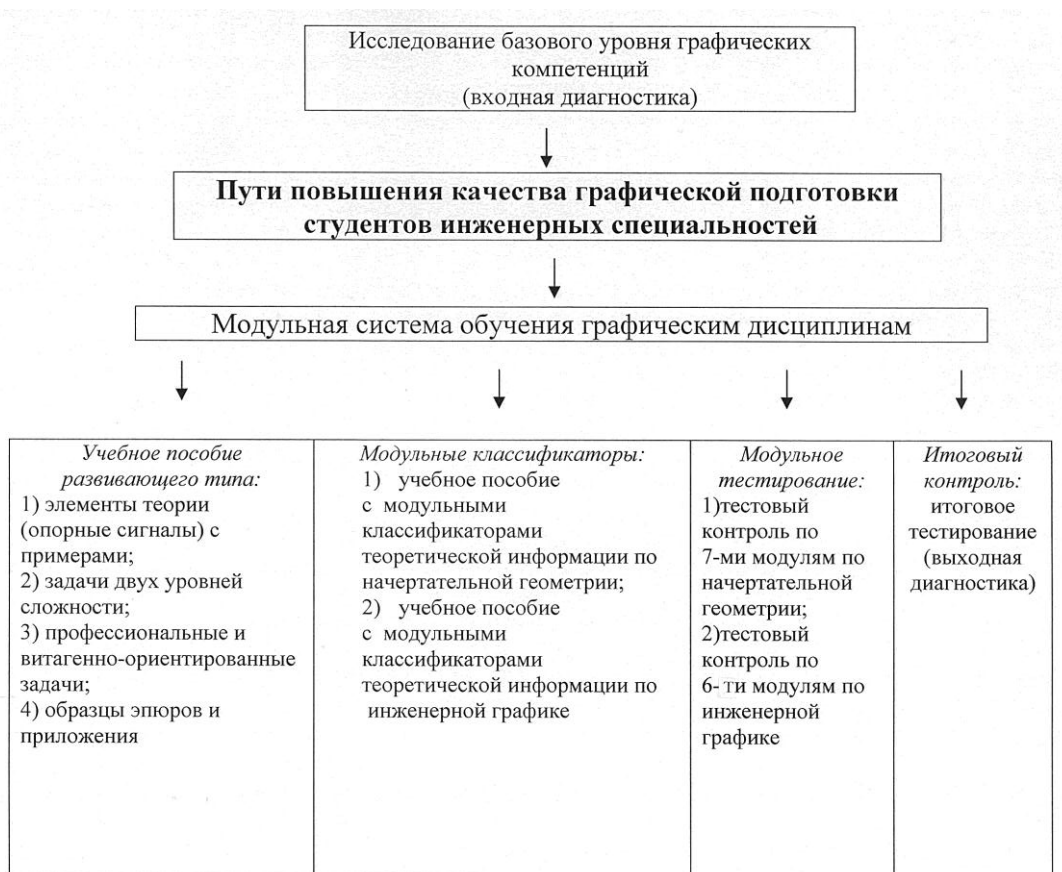 Исследование базового уровня графических
компетенций
(входная диагностика)
Пути повышения качества графической подготовки
студентов инженерных специальностей
Модульная система обучения графическим дисциплинам
Учебное пособие
развивающего типа:
1) элементы теории
(опорные сигналы) с
примерами;
2) задачи двух уровней
сложности;
3) профессиональные и
витагенно-ориентированные
задачи;
4) образцы эпюров и
приложения
Модульные классификаторы:
1) учебное пособие
с модульными
классификаторами
теоретической информации по
начертательной геометрии;
2) учебное пособие
с модульными
классификаторами
теоретической информации по
инженерной графике
Модульное
тестирование:
1)тестовый
контроль по
7-ми модулям по
начертательной
геометрии;
2)тестовый
контроль по
6- ти модулям по
инженерной
графике
Итоговый
контроль:
итоговое
тестирование
(выходная
диагностика)